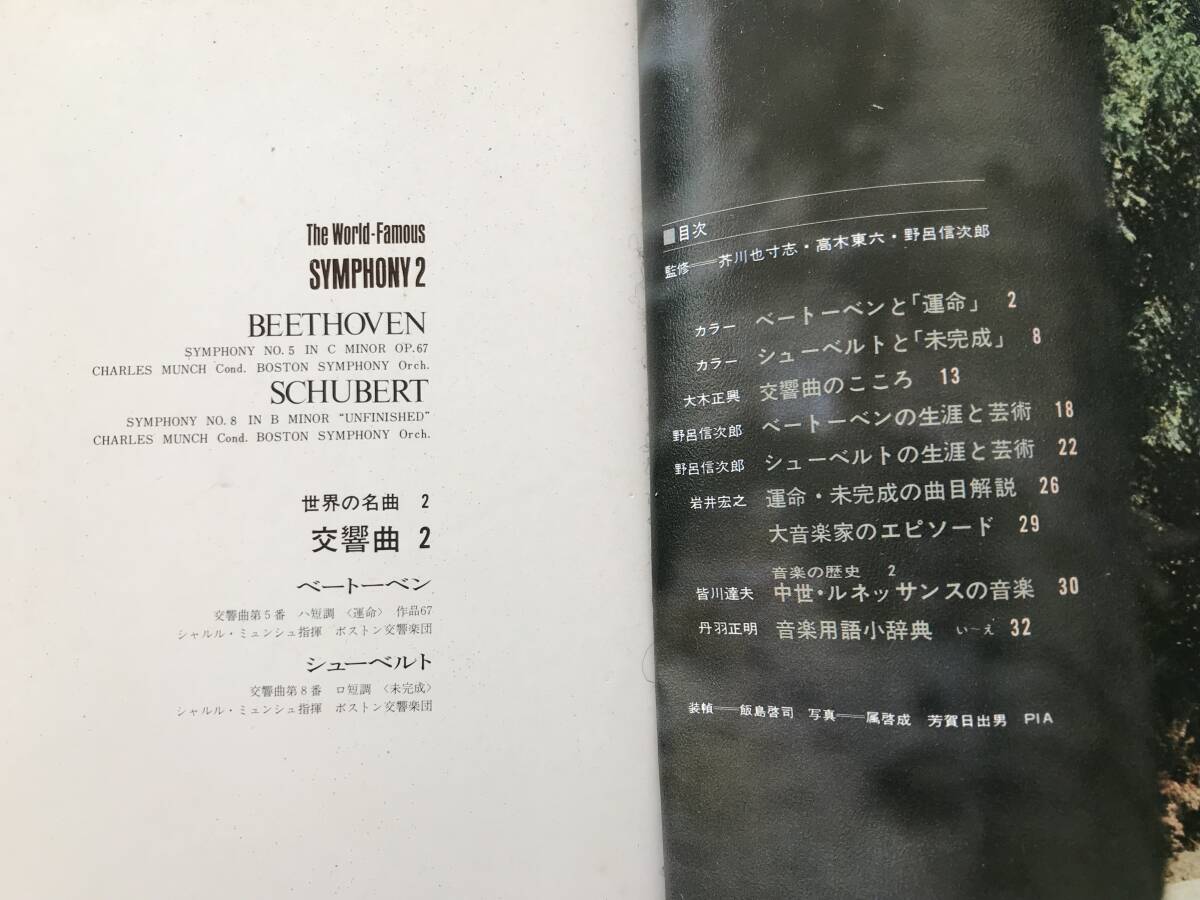 The World-Famous
SYMPHONY 2
BEETHOVEN
SYMPHONY NO. 5 IN C MINOR OP. 67
CHARLES MUNCH Cond. BOSTON SYMPHONY Orch.
SCHUBERT
SYMPHONY NO. 8 IN B MINOR “UNFINISHED”
CHARLES MUNCH Cond. BOSTON SYMPHONY Orch.
世界の名曲 2
交響曲 2
ベートーベン
交響曲第5番 ハ短調 〈運命〉 作品67
シャルル・ミュンシュ指揮 ボストン交響楽団
シューベルト
交響曲第8番 ロ短調 〈未完成〉
シャルル・ミュンシュ指揮 ボストン交響楽団
■目次
監修──芥川也寸志・高木東六・野呂信次郎
カラー ベートーベンと「運命」 2
カラー シューベルトと「未完成」 8
大木正興 交響曲のこころ 13
野呂信次郎 ベートーベンの生涯と芸術 18
野呂信次郎 シューベルトの生涯と芸術 22
岩井宏之 運命・未完成の曲目解説 26
大音楽家のエピソード 29
音楽の歴史 2
皆川達夫 中世・ルネッサンスの音楽 30
丹羽正明 音楽用語小辞典 い〜え 32
装幀──飯島啓司 写真──属啓成 芳賀日出男 PIA